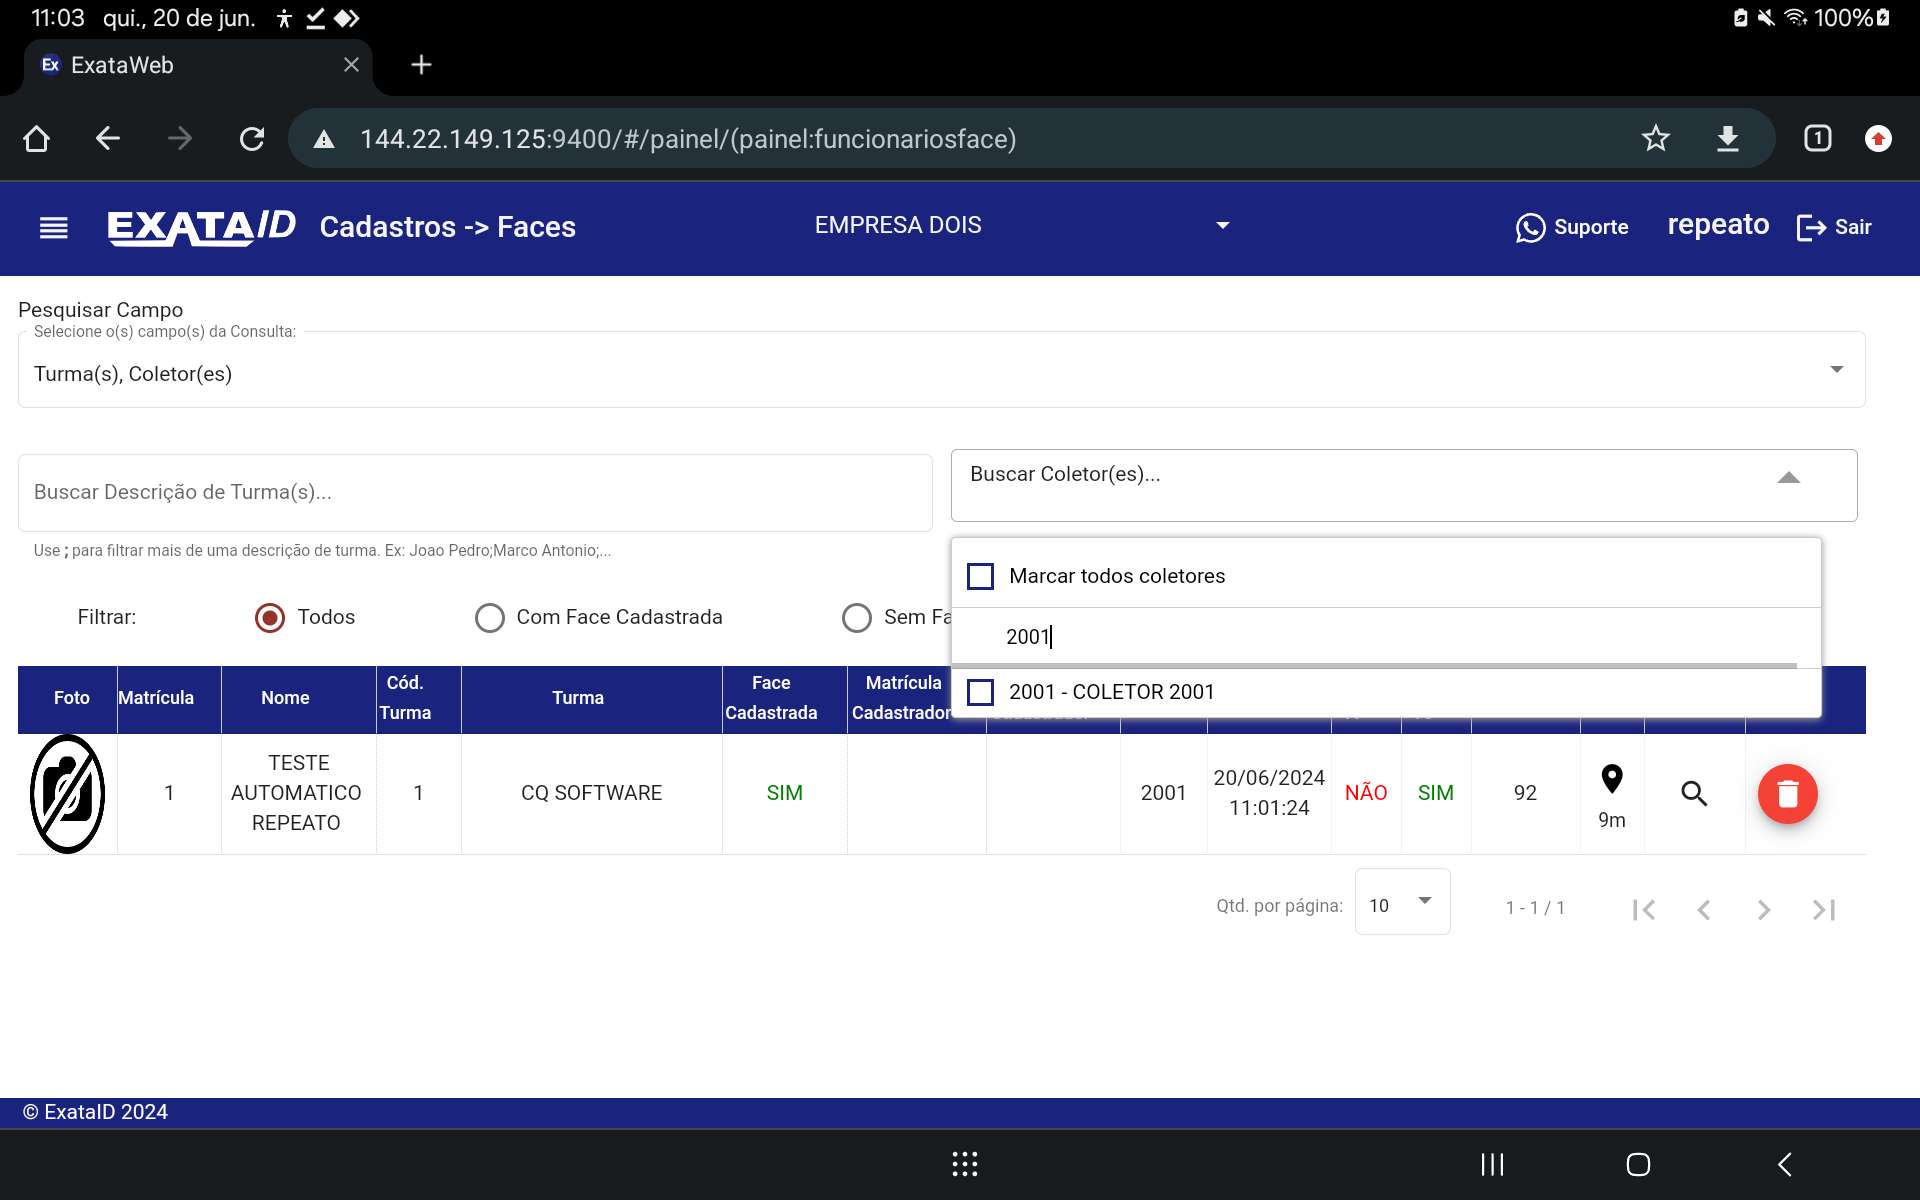 11:03 qui., 20 de jun.
100%
Ex ExataWeb
144.22.149.125:9400/#/painel/(painel:funcionariosface)
1
EXATAID Cadastros -> Faces
EMPRESA DOIS
Suporte
repeato
Sair
Pesquisar Campo
Selecione o(s) campo(s) da Consulta:
Turma(s), Coletor(es)
Buscar Descrição de Turma(s)...
Buscar Coletor(es)...
Use ; para filtrar mais de uma descrição de turma. Ex: Joao Pedro;Marco Antonio;...
Marcar todos coletores
Filtrar:
Todos
Com Face Cadastrada
Sem Fa
2001
2001 - COLETOR 2001
Foto
Matrícula
Nome
Cód.
Turma
Turma
Face
Cadastrada
Matrícula
Cadastrador
1
TESTE
AUTOMATICO
REPEATO
1
CQ SOFTWARE
SIM
2001
20/06/2024
11:01:24
NÃO
SIM
92
9m
Qtd. por página:
10
1 - 1 / 1
© ExataID 2024